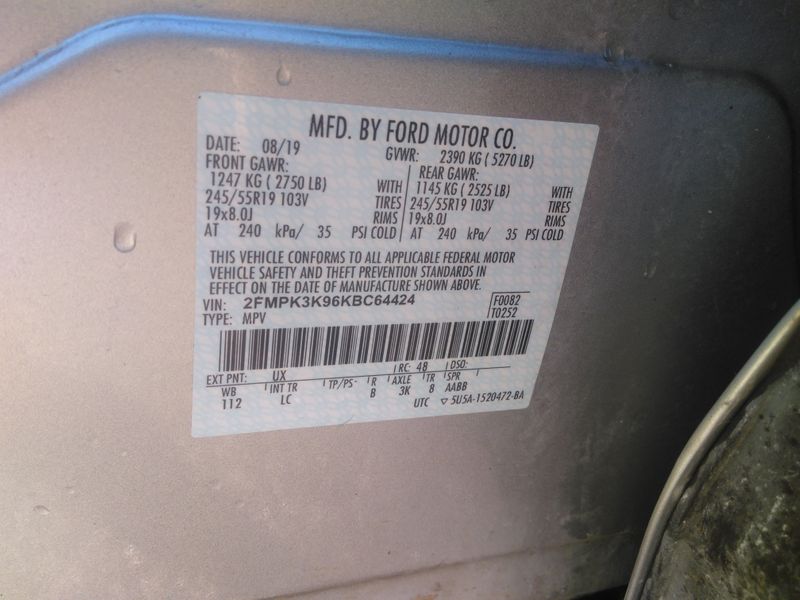 MFD. BY FORD MOTOR CO.
DATE: 08/19 GVWR: 2390 KG ( 5270 LB)
FRONT GAWR: REAR GAWR:
1247 KG ( 2750 LB) WITH 1145 KG ( 2525 LB) WITH
245/55R19 103V TIRES 245/55R19 103V TIRES
19x8.0J RIMS 19x8.0J RIMS
AT 240 kPa/ 35 PSI COLD AT 240 kPa/ 35 PSI COLD
THIS VEHICLE CONFORMS TO ALL APPLICABLE FEDERAL MOTOR
VEHICLE SAFETY AND THEFT PREVENTION STANDARDS IN
EFFECT ON THE DATE OF MANUFACTURE SHOWN ABOVE.
VIN: 2FMPK3K96KBC64424 F0082
TYPE: MPV T0252
EXT PNT: UX RC: 48 DSO:
WB INT TR TP/PS R AXLE TR SPR
112 LC B 3K 8 AABB
UTC ▽ 5U5A-1520472-BA